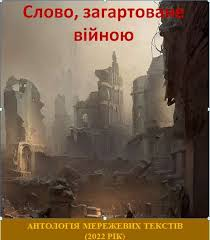 Слово, загартоване
війною
АНТОЛОГІЯ МЕРЕЖЕВИХ ТЕКСТІВ
(2022 РІК)